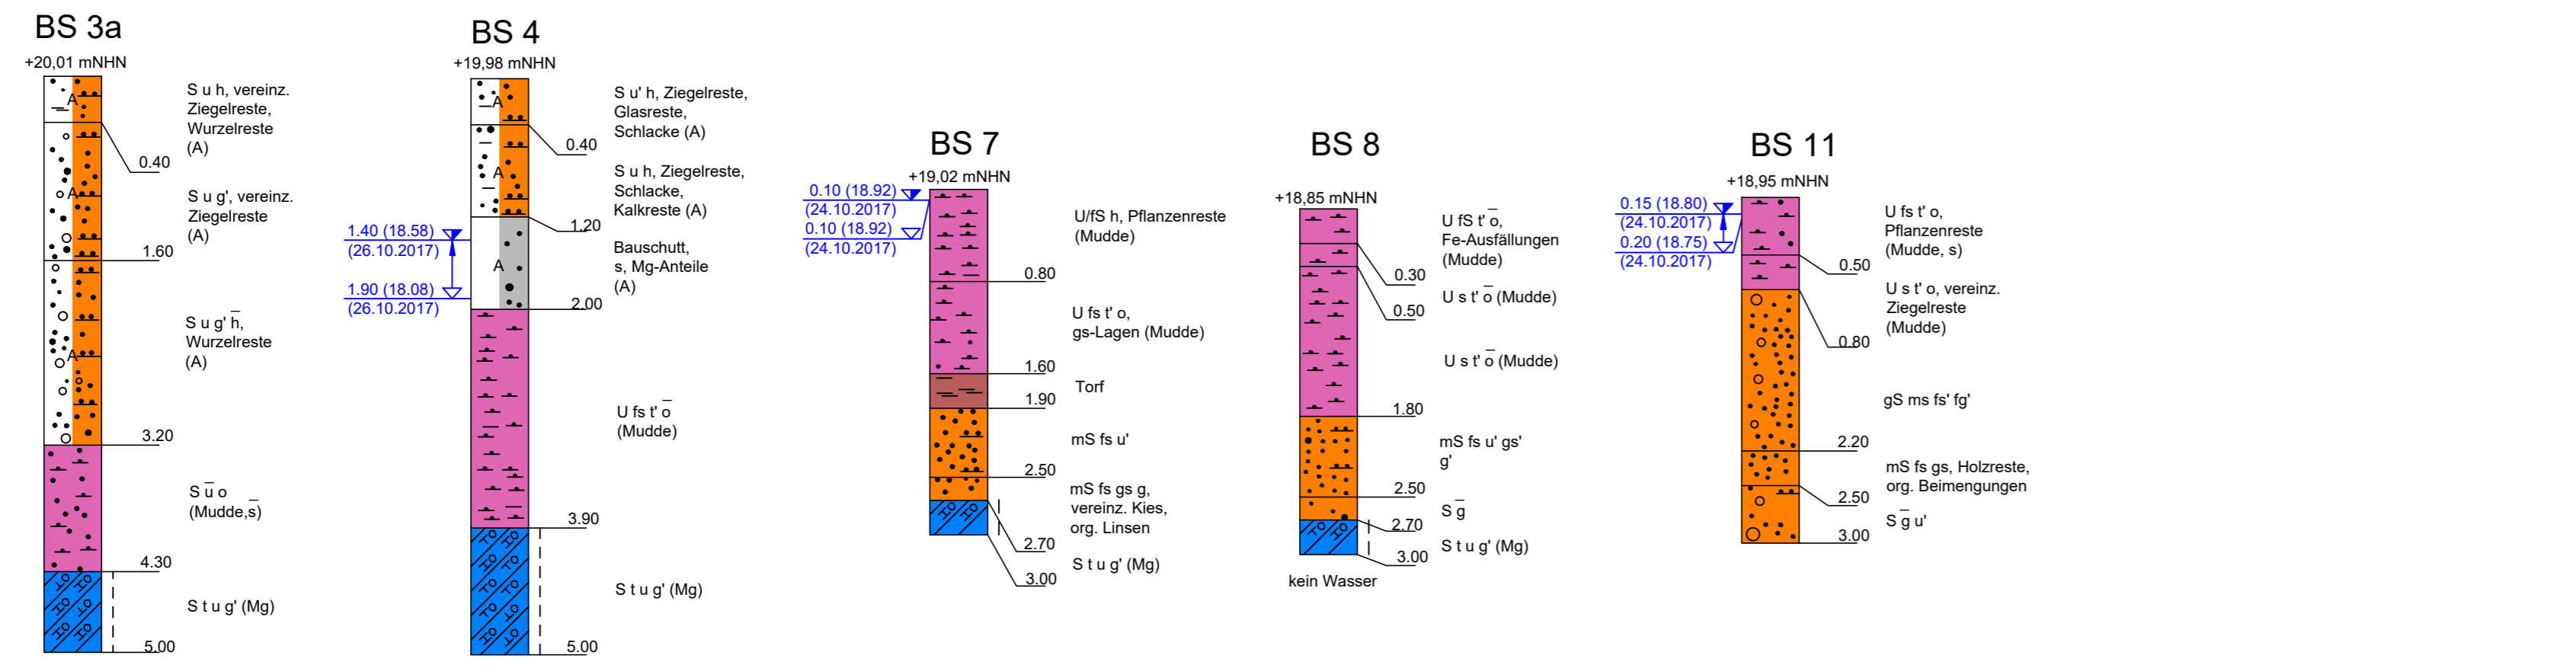 BS 3a
+20,01 mNHN
S u h, vereinz.
Ziegelreste,
Wurzelreste
(A)
0.40
S u g', vereinz.
Ziegelreste
(A)
1.60
S u g' h̅,
Wurzelreste
(A)
3.20
S u̅ o
(Mudde,s̅)
4.30
S t u g' (Mg)
5.00
A
A
A
BS 4
+19,98 mNHN
S u' h, Ziegelreste,
Glasreste,
Schlacke (A)
0.40
S u h, Ziegelreste,
Schlacke,
Kalkreste (A)
1.20
Bauschutt,
s, Mg-Anteile
(A)
2.00
1.40 (18.58)
(26.10.2017)
1.90 (18.08)
(26.10.2017)
U fs t' o̅
(Mudde)
3.90
S t u g' (Mg)
5.00
A
A
A
BS 7
+19,02 mNHN
0.10 (18.92)
(24.10.2017)
0.10 (18.92)
(24.10.2017)
U/fS h, Pflanzenreste
(Mudde)
0.80
U fs t' o,
gs-Lagen (Mudde)
1.60
Torf
1.90
mS fs u'
2.50
mS fs gs g,
vereinz. Kies,
org. Linsen
2.70
S t u g' (Mg)
3.00
BS 8
+18,85 mNHN
U fS t' o̅,
Fe-Ausfällungen
(Mudde)
0.30
U s t' o̅ (Mudde)
0.50
U s t' o̅ (Mudde)
1.80
mS fs u' gs'
g'
2.50
S g̅
2.70
S t u g' (Mg)
3.00
kein Wasser
BS 11
+18,95 mNHN
0.15 (18.80)
(24.10.2017)
0.20 (18.75)
(24.10.2017)
U fs t' o,
Pflanzenreste
(Mudde, s)
0.50
U s t' o, vereinz.
Ziegelreste
(Mudde)
0.80
gS ms fs' fg'
2.20
mS fs gs, Holzreste,
org. Beimengungen
2.50
S g̅ u'
3.00